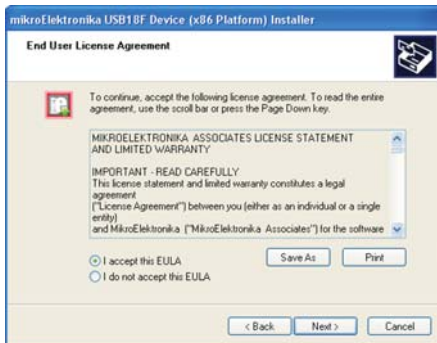 mikroElektronika USB18F Device (x86 Platform) Installer
End User License Agreement
To continue, accept the following license agreement. To read the entire
agreement, use the scroll bar or press the Page Down key.
MIKROELEKTRONIKA ASSOCIATES LICENSE STATEMENT
AND LIMITED WARRANTY
IMPORTANT - READ CAREFULLY
This license statement and limited warranty constitutes a legal
agreement
("License Agreement") between you (either as an individual or a single
entity)
and MikroElektronika ("MikroElektronika Associates") for the software
I accept this EULA
Save As
Print
I do not accept this EULA
< Back
Next >
Cancel